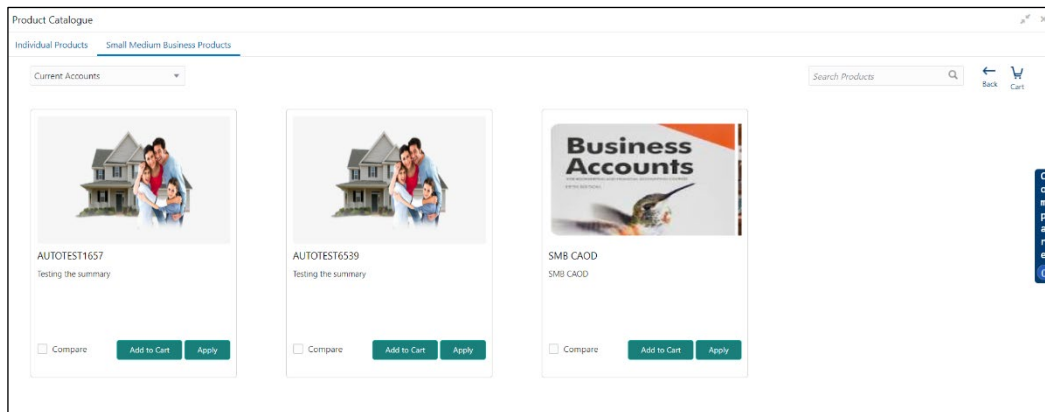 Product Catalogue
Individual Products Small Medium Business Products
Current Accounts
Search Products
Back Cart
Business
Accounts
AUTOTEST1657
Testing the summary
AUTOTEST6539
Testing the summary
SMB CAOD
SMB CAOD
Compare Add to Cart Apply
Compare Add to Cart Apply
Compare Add to Cart Apply
Compare